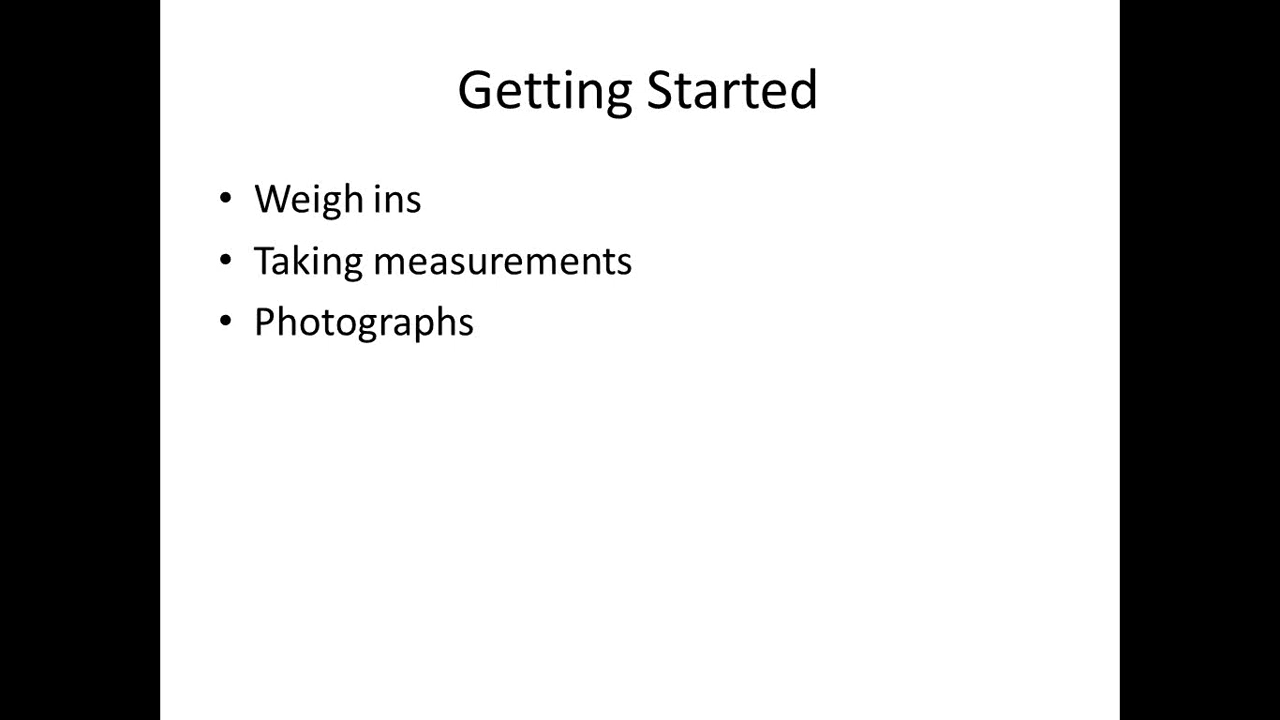 Getting Started
• Weigh ins
• Taking measurements
• Photographs